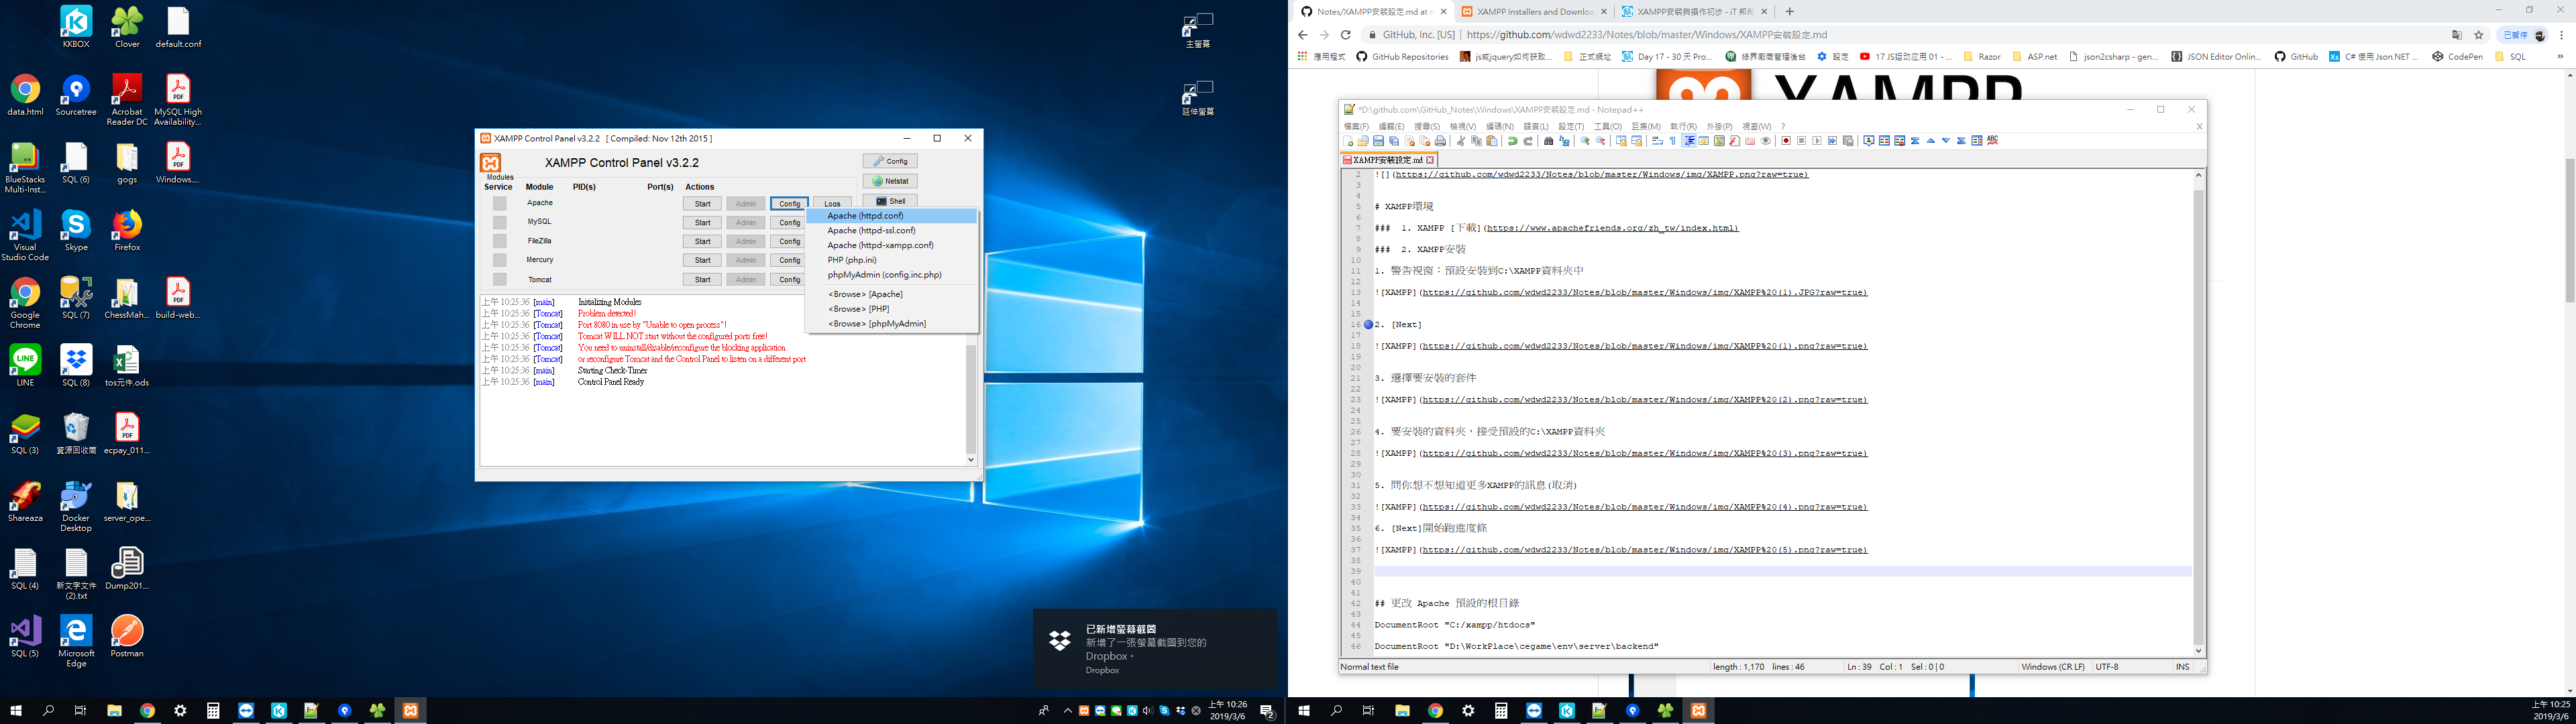 KKBOX
Clover
default.conf
data.html
Sourcetree
Acrobat
Reader DC
MySQL High
Availability...
BlueStacks
Multi-Inst...
SQL (6)
gogs
Windows....
Visual
Studio Code
Skype
Firefox
Google
Chrome
SQL (7)
ChessMah...
build-web...
LINE
SQL (8)
tos元件.ods
SQL (3)
資源回收筒
ecpay_011...
Shareaza
Docker
Desktop
server_ope...
SQL (4)
新文字文件
(2).txt
Dump201...
SQL (5)
Microsoft
Edge
Postman
主螢幕
延伸螢幕
XAMPP Control Panel v3.2.2 [ Compiled: Nov 12th 2015 ]
XAMPP Control Panel v3.2.2
Config
Netstat
Shell
Modules
Service Module PID(s) Port(s) Actions
Apache Start Admin Config Logs
MySQL Start Admin Config
FileZilla Start Admin Config
Mercury Start Admin Config
Tomcat Start Admin Config
Apache (httpd.conf)
Apache (httpd-ssl.conf)
Apache (httpd-xampp.conf)
PHP (php.ini)
phpMyAdmin (config.inc.php)
<Browse> [Apache]
<Browse> [PHP]
<Browse> [phpMyAdmin]
上午 10:25:36 [main] Initializing Modules
上午 10:25:36 [Tomcat] Problem detected!
上午 10:25:36 [Tomcat] Port 8080 in use by "Unable to open process"!
上午 10:25:36 [Tomcat] Tomcat WILL NOT start without the configured ports free!
上午 10:25:36 [Tomcat] You need to uninstall/disable/reconfigure the blocking application
上午 10:25:36 [Tomcat] or reconfigure Tomcat and the Control Panel to listen on a different port
上午 10:25:36 [main] Starting Check-Timer
上午 10:25:36 [main] Control Panel Ready
已新增螢幕截圖
新增了一張螢幕截圖到您的
Dropbox。
Dropbox
上午 10:26
2019/3/6
2
Notes/XAMPP安裝設定.md at
XAMPP Installers and Downloa
XAMPP安裝與操作初步 - iT 邦幫
GitHub, Inc. [US] | https://github.com/wdwd2233/Notes/blob/master/Windows/XAMPP安裝設定.md
已暫停
應用程式 GitHub Repositories js或jquery如何获取... 正式網址 Day 17 - 30 天 Pro... 綠界廠商管理後台 設定 17 JS运动应用 01 - ... Razor ASP.net json2csharp - gen... JSON Editor Onlin... GitHub C# 使用 Json.NET ... CodePen SQL »
XAMPP
*D:\github.com\GitHub_Notes\Windows\XAMPP安裝設定.md - Notepad++
檔案(F) 編輯(E) 搜尋(S) 檢視(V) 編碼(N) 語言(L) 設定(T) 工具(O) 巨集(M) 執行(R) 外掛(P) 視窗(W) ? X
XAMPP安裝設定.md
2 ![](https://github.com/wdwd2233/Notes/blob/master/Windows/img/XAMPP.png?raw=true)
3
4
5 # XAMPP環境
6
7 ### 1. XAMPP [下載](https://www.apachefriends.org/zh_tw/index.html)
8
9 ### 2. XAMPP安裝
10
11 1. 警告視窗：預設安裝到C:\XAMPP資料夾中
12
13 ![XAMPP](https://github.com/wdwd2233/Notes/blob/master/Windows/img/XAMPP%20(1).JPG?raw=true)
14
15
16 2. [Next]
17
18 ![XAMPP](https://github.com/wdwd2233/Notes/blob/master/Windows/img/XAMPP%20(1).png?raw=true)
19
20
21 3. 選擇要安裝的套件
22
23 ![XAMPP](https://github.com/wdwd2233/Notes/blob/master/Windows/img/XAMPP%20(2).png?raw=true)
24
25
26 4. 要安裝的資料夾，接受預設的C:\XAMPP資料夾
27
28 ![XAMPP](https://github.com/wdwd2233/Notes/blob/master/Windows/img/XAMPP%20(3).png?raw=true)
29
30
31 5. 問你想不想知道更多XAMPP的訊息(取消)
32
33 ![XAMPP](https://github.com/wdwd2233/Notes/blob/master/Windows/img/XAMPP%20(4).png?raw=true)
34
35 6. [Next]開始跑進度條
36
37 ![XAMPP](https://github.com/wdwd2233/Notes/blob/master/Windows/img/XAMPP%20(5).png?raw=true)
38
39
40
41
42 ## 更改 Apache 預設的根目錄
43
44 DocumentRoot "C:/xampp/htdocs"
45
46 DocumentRoot "D:\WorkPlace\cegame\env\server\backend"
Normal text file length : 1,170 lines : 46 Ln : 39 Col : 1 Sel : 0 | 0 Windows (CR LF) UTF-8 INS
上午 10:25
2019/3/6